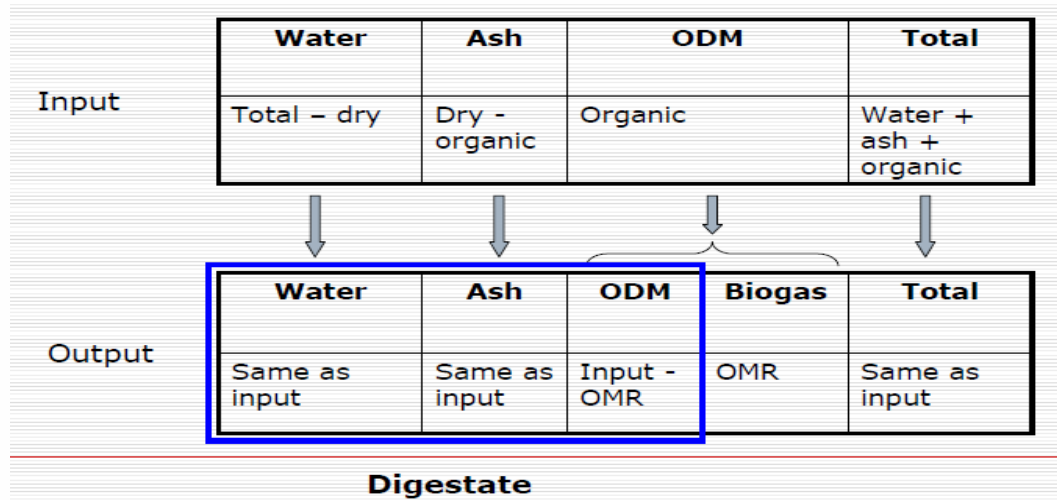 Water Ash ODM Total
Input
Total – dry Dry - Organic Water +
organic ash +
organic
Water Ash ODM Biogas Total
Output
Same as Same as Input - OMR Same as
input input OMR input
Digestate